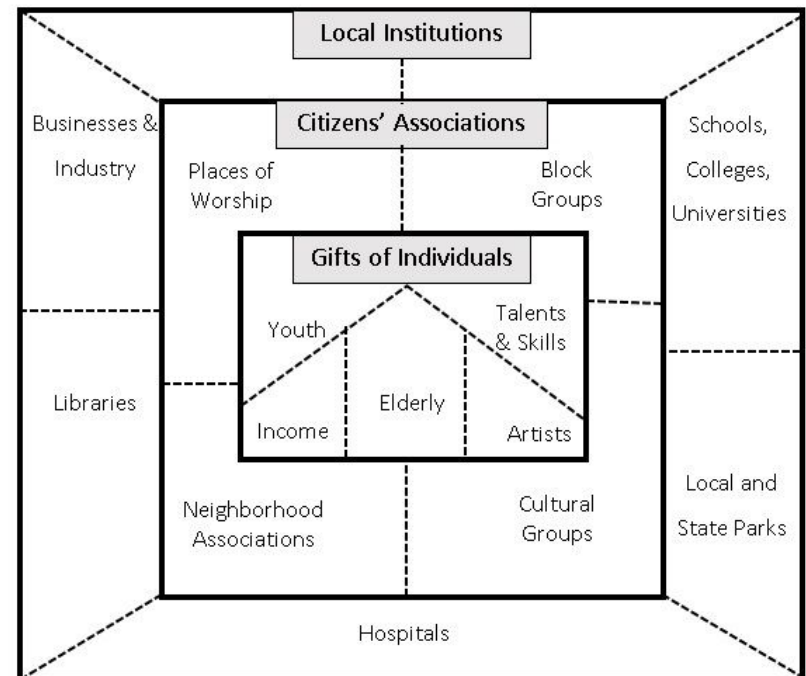 Local Institutions
Businesses &
Industry
Citizens' Associations
Schools,
Colleges,
Universities
Places of
Worship
Block
Groups
Gifts of Individuals
Youth
Talents
& Skills
Libraries
Income
Elderly
Artists
Neighborhood
Associations
Cultural
Groups
Local and
State Parks
Hospitals